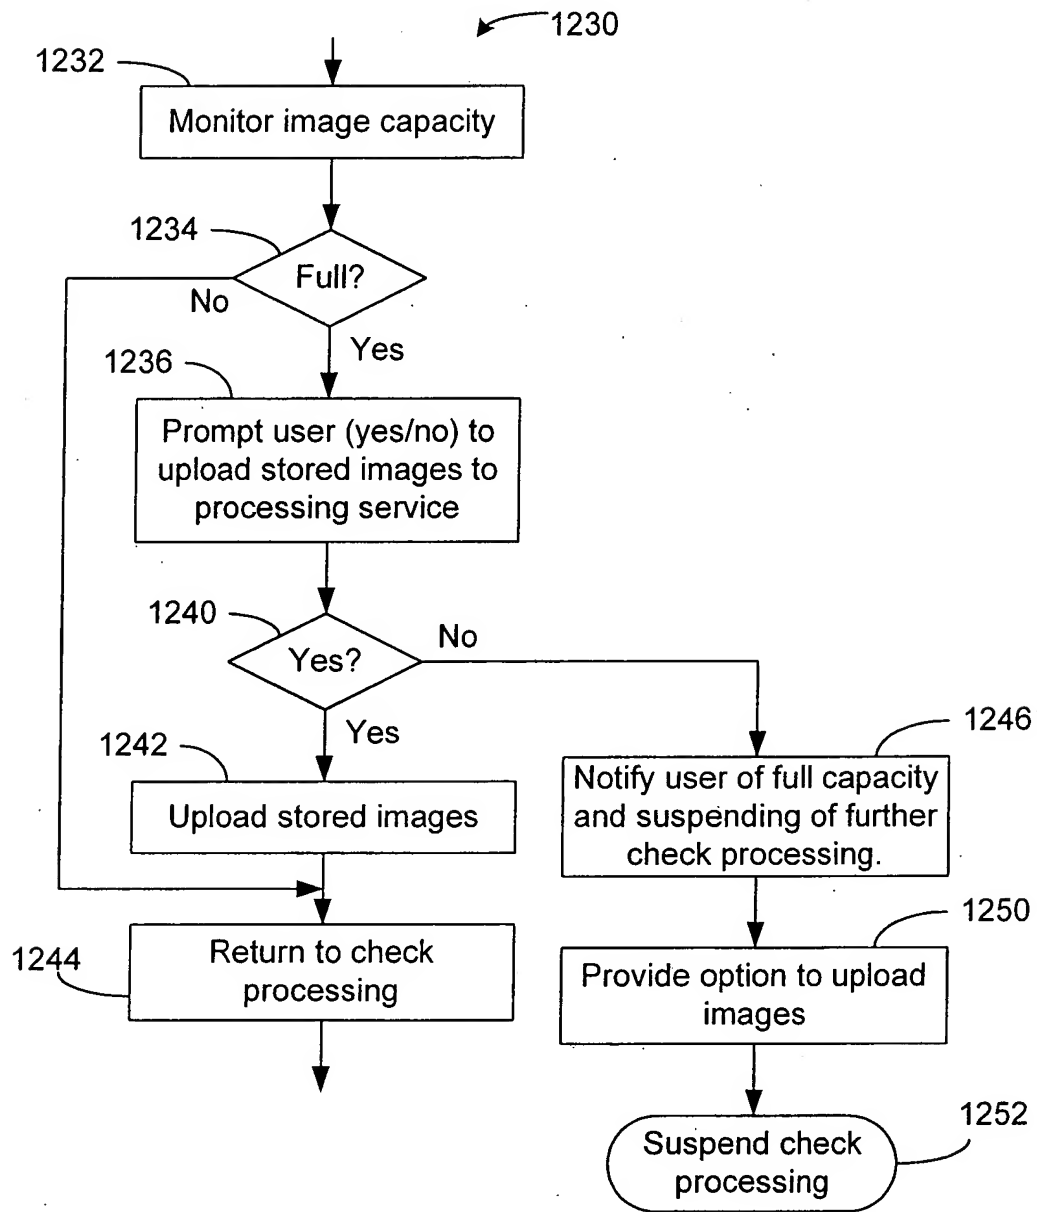 1230
1232
Monitor image capacity
1234
Full?
No
Yes
1236
Prompt user (yes/no) to
upload stored images to
processing service
1240
Yes?
No
Yes
1242
Upload stored images
1244
Return to check
processing
1246
Notify user of full capacity
and suspending of further
check processing.
1250
Provide option to upload
images
1252
Suspend check
processing